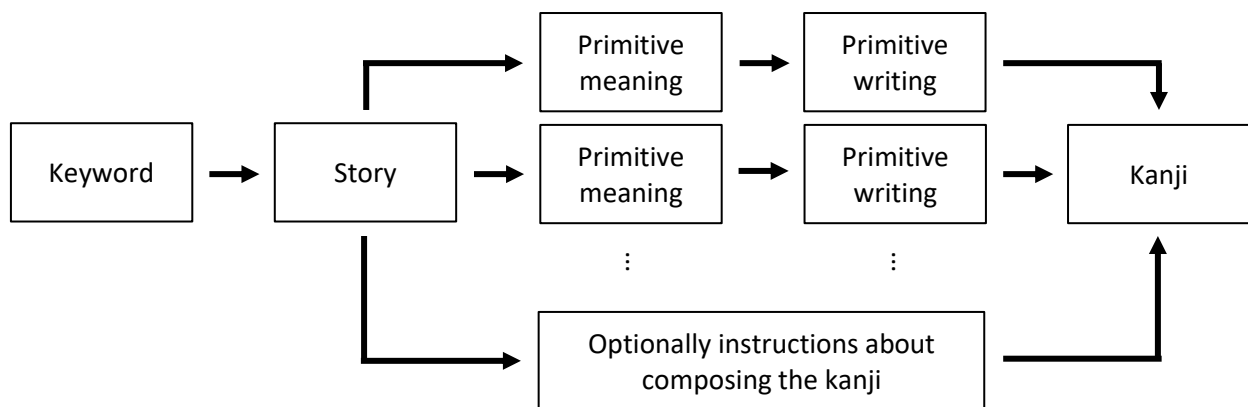 Primitive
meaning
Primitive
writing
Keyword
Story
Primitive
meaning
Primitive
writing
Kanji
⋮
⋮
Optionally instructions about
composing the kanji